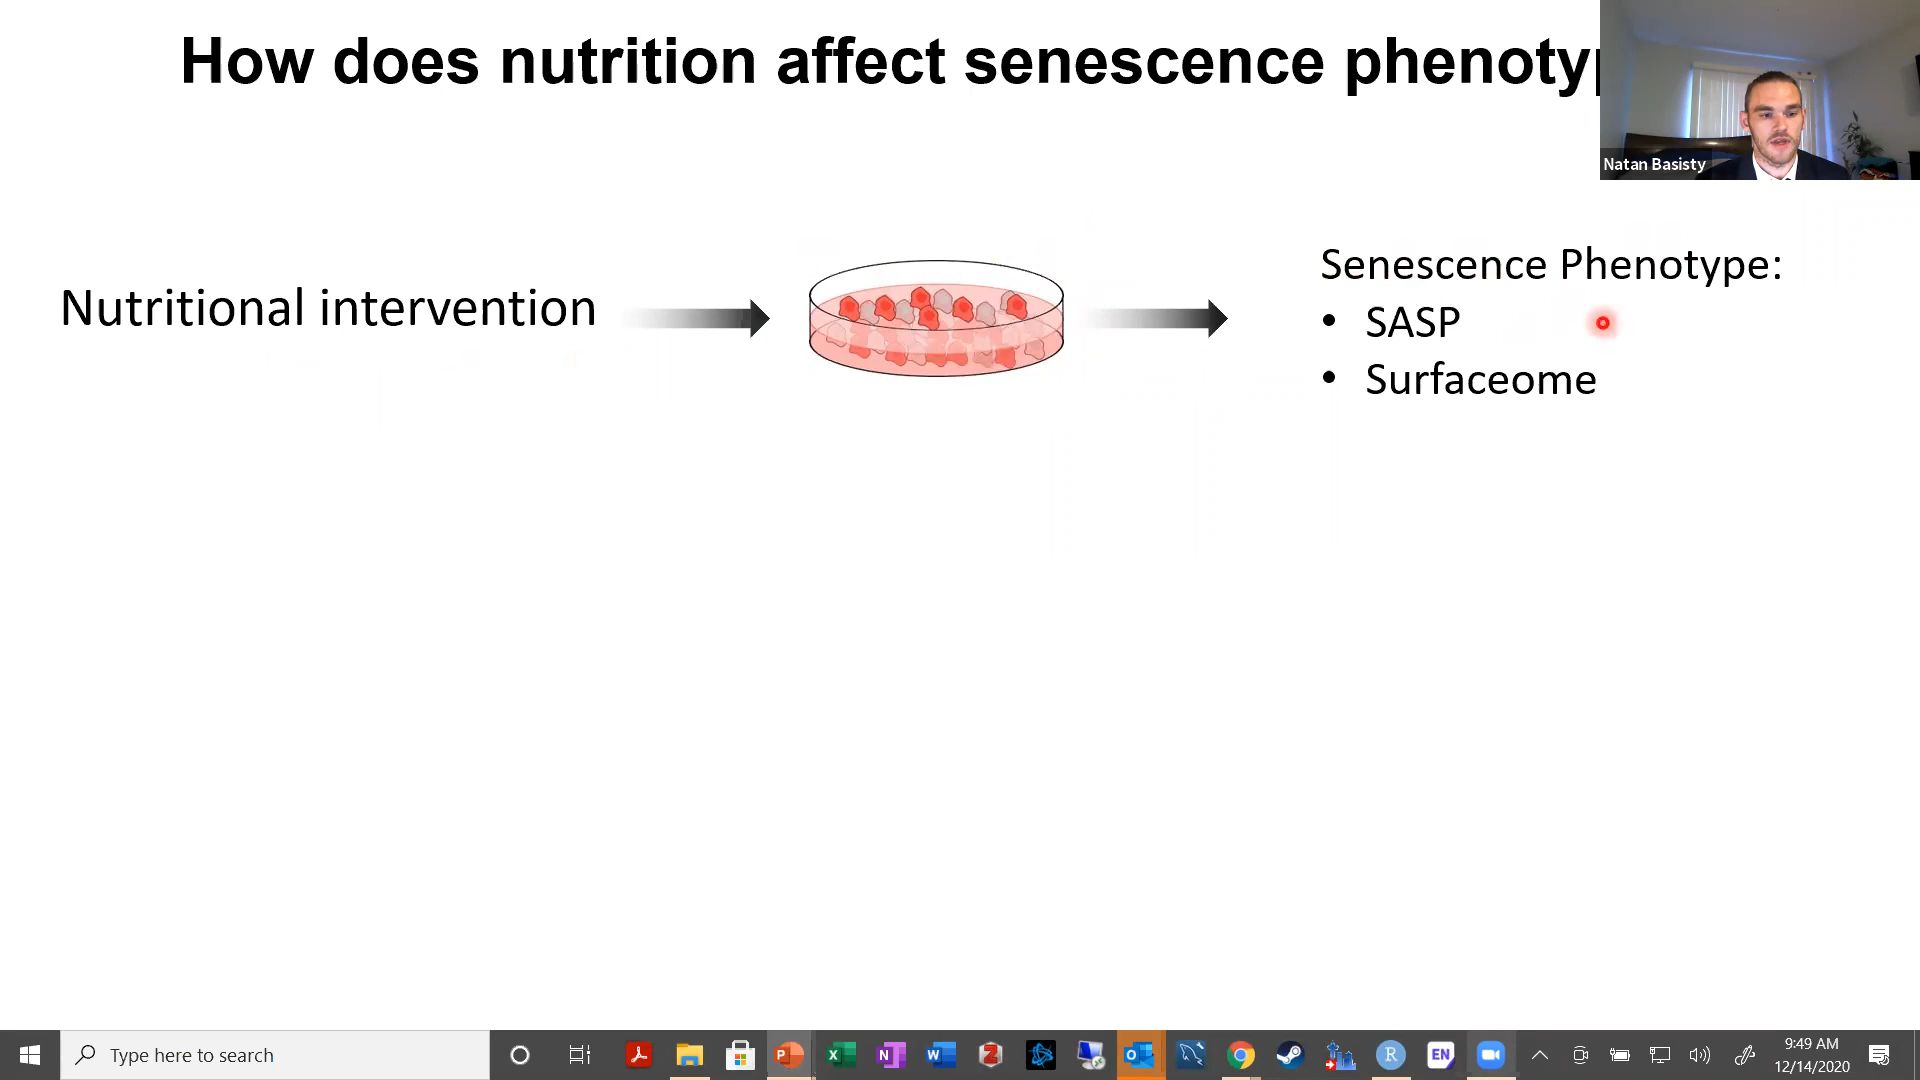 How does nutrition affect senescence
Natan Basisty
Nutritional intervention
Senescence Phenotype:
• SASP
• Surfaceome
Type here to search
EN
9:49 AM
12/14/2020